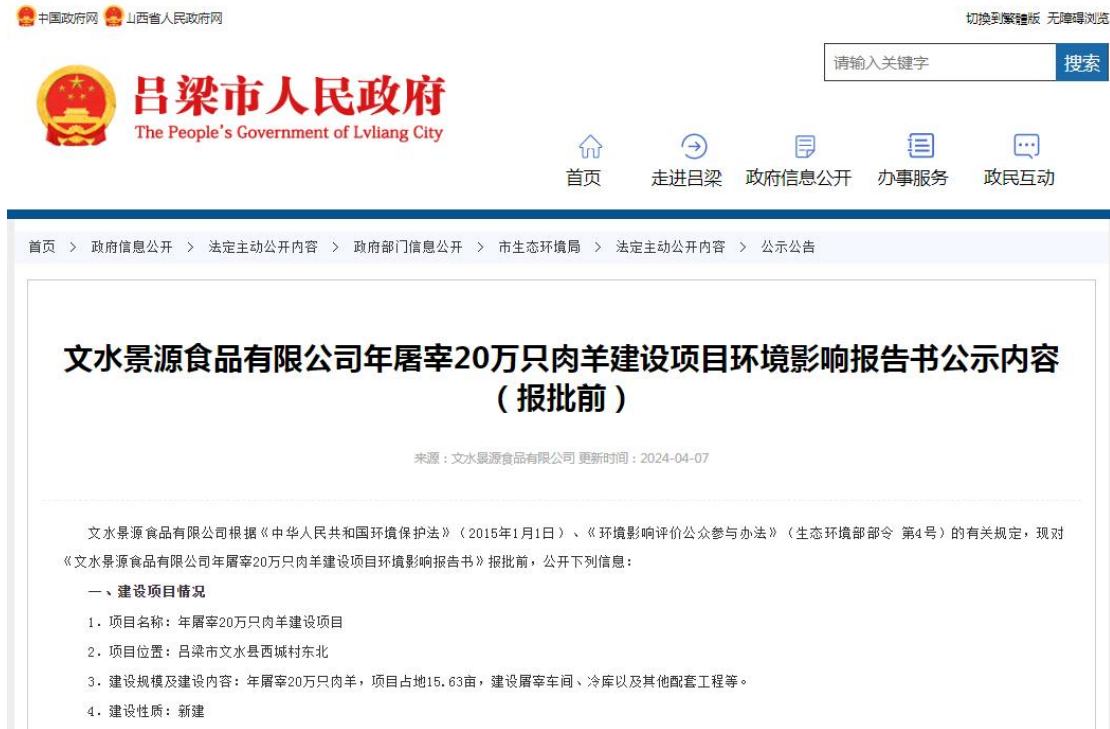 中国政府网 山西省人民政府网 切换到繁體版 无障碍浏览
请输入关键字 搜索
吕梁市人民政府
The People's Government of Lvliang City
首页 走进吕梁 政府信息公开 办事服务 政民互动
首页 > 政府信息公开 > 法定主动公开内容 > 政府部门信息公开 > 市生态环境局 > 法定主动公开内容 > 公示公告
文水景源食品有限公司年屠宰20万只肉羊建设项目环境影响报告书公示内容
（报批前）
来源：文水景源食品有限公司 更新时间：2024-04-07
文水景源食品有限公司根据《中华人民共和国环境保护法》（2015年1月1日）、《环境影响评价公众参与办法》（生态环境部部令 第4号）的有关规定，现对
《文水景源食品有限公司年屠宰20万只肉羊建设项目环境影响报告书》报批前，公开下列信息：
一、建设项目情况
1．项目名称：年屠宰20万只肉羊建设项目
2．项目位置：吕梁市文水县西城村东北
3．建设规模及建设内容：年屠宰20万只肉羊，项目占地15.63亩，建设屠宰车间、冷库以及其他配套工程等。
4．建设性质：新建